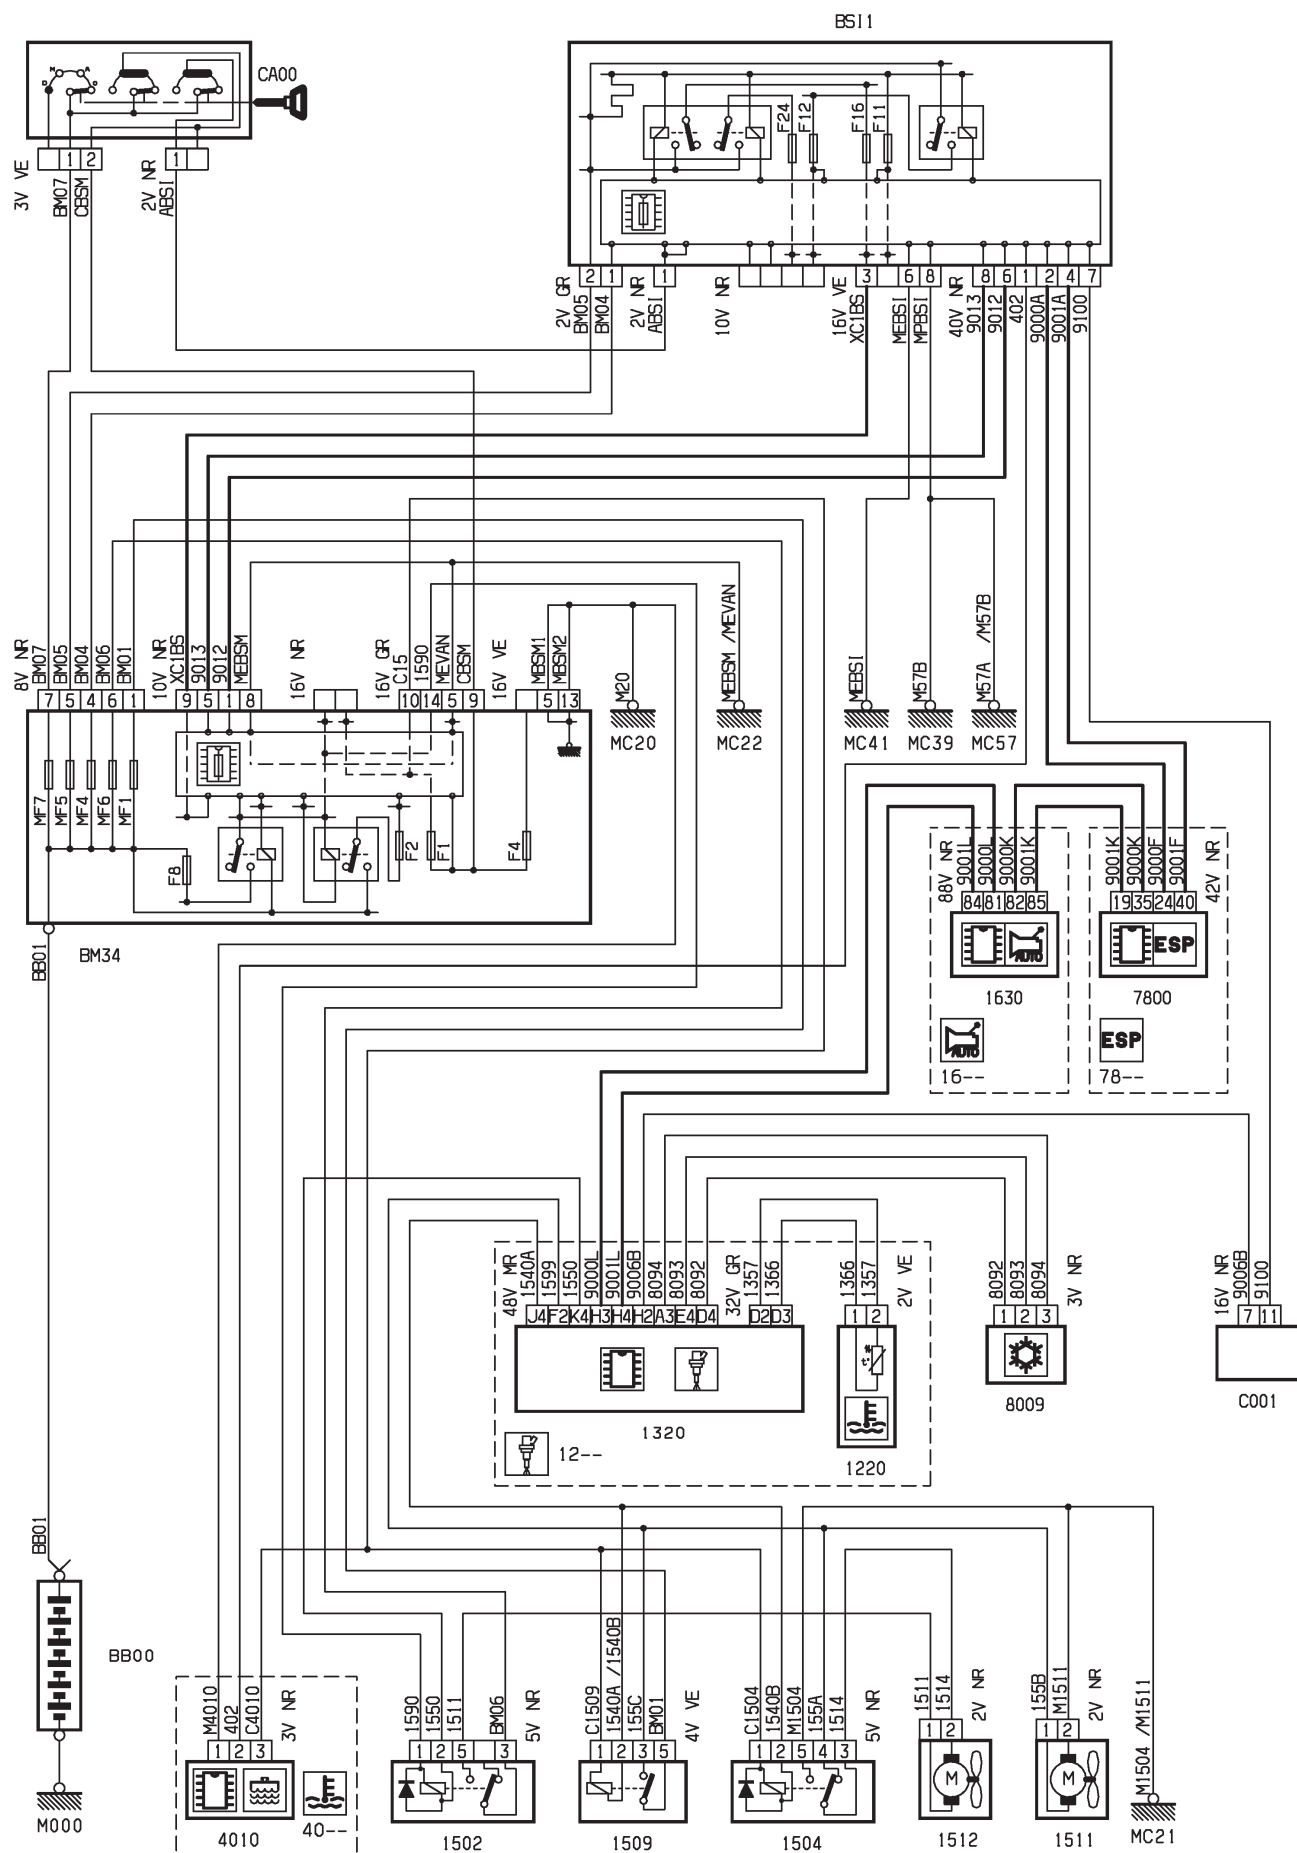 BSI1
CA00
M A
D
1 2
1
3V VE
BM07
CBSM
2V NR
ABSI
F24
F12
F16
F11
2 1
1
3
6 8
8 6 1 2 4 7
2V GR
BM05
BM04
2V NR
ABSI
10V NR
16V VE
XC1BS
MEBSI
MPBSI
40V NR
9013
9012
402
9000A
9001A
9100
8V NR
BM07
BM05
BM04
BM06
BM01
10V NR
XC1BS
9013
9012
MEBSM
16V NR
16V GR
C15
1590
MEVAN
CBSM
16V VE
MBSM1
MBSM2
M20
MEBSM /MEVAN
MEBSI
M57B
M57A /M57B
7 5 4 6 1
9 5 1 8
10 14 5 9
5 13
MC20
MC22
MC41
MC39
MC57
MF7
MF5
MF4
MF6
MF1
F8
F2
F1
F4
BM34
BB01
88V NR
9001L
9000L
9000K
9001K
9001K
9000K
9000F
9001F
42V NR
84 81 82 85
19 35 24 40
AUTO
ESP
1630
7800
AUTO
ESP
16--
78--
48V MR
1540A
1599
1550
9000L
9001L
9006B
8094
8093
8092
32V GR
1357
1366
1366
1357
2V VE
8092
8093
8094
3V NR
16V NR
9006B
9100
J4 F2 K4 H3 H4 H2 A3 E4 D4
D2 D3
1 2
1 2 3
7 11
t°
1320
12--
1220
8009
C001
BB01
BB00
M000
M4010
402
C4010
3V NR
1590
1550
1511
BM06
5V NR
C1509
1540A /1540B
155C
BM01
4V VE
C1504
1540B
M1504
155A
1514
5V NR
1511
1514
2V NR
155B
M1511
2V NR
M1504 /M1511
1 2 3
1 2 5 3
1 2 3 5
1 2 5 4 3
1 2
1 2
M
M
4010
40--
1502
1509
1504
1512
1511
MC21